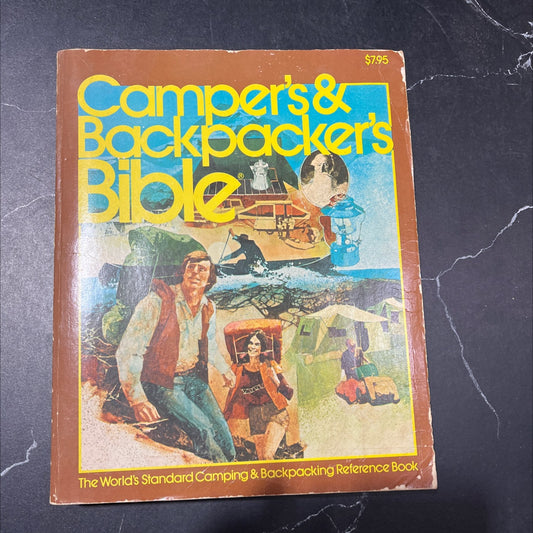 $7.95
Camper's &
Backpacker's
Bible®
The World's Standard Camping & Backpacking Reference Book